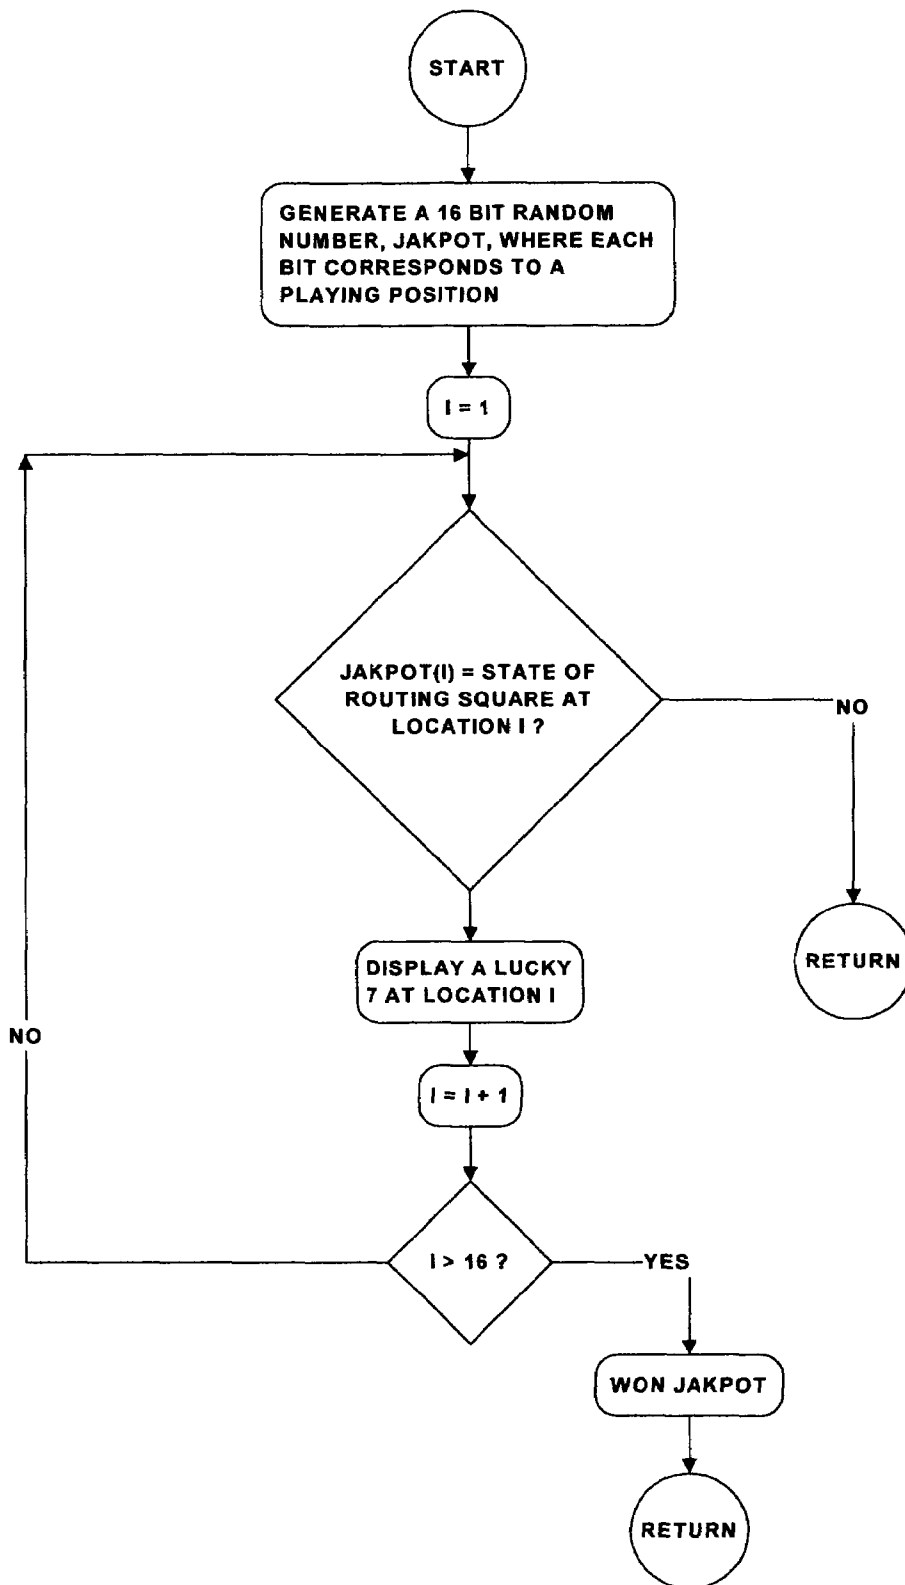 START
GENERATE A 16 BIT RANDOM
NUMBER, JAKPOT, WHERE EACH
BIT CORRESPONDS TO A
PLAYING POSITION
I = 1
JAKPOT(I) = STATE OF
ROUTING SQUARE AT
LOCATION I ?
NO
RETURN
DISPLAY A LUCKY
7 AT LOCATION I
NO
I = I + 1
I > 16 ?
YES
WON JAKPOT
RETURN